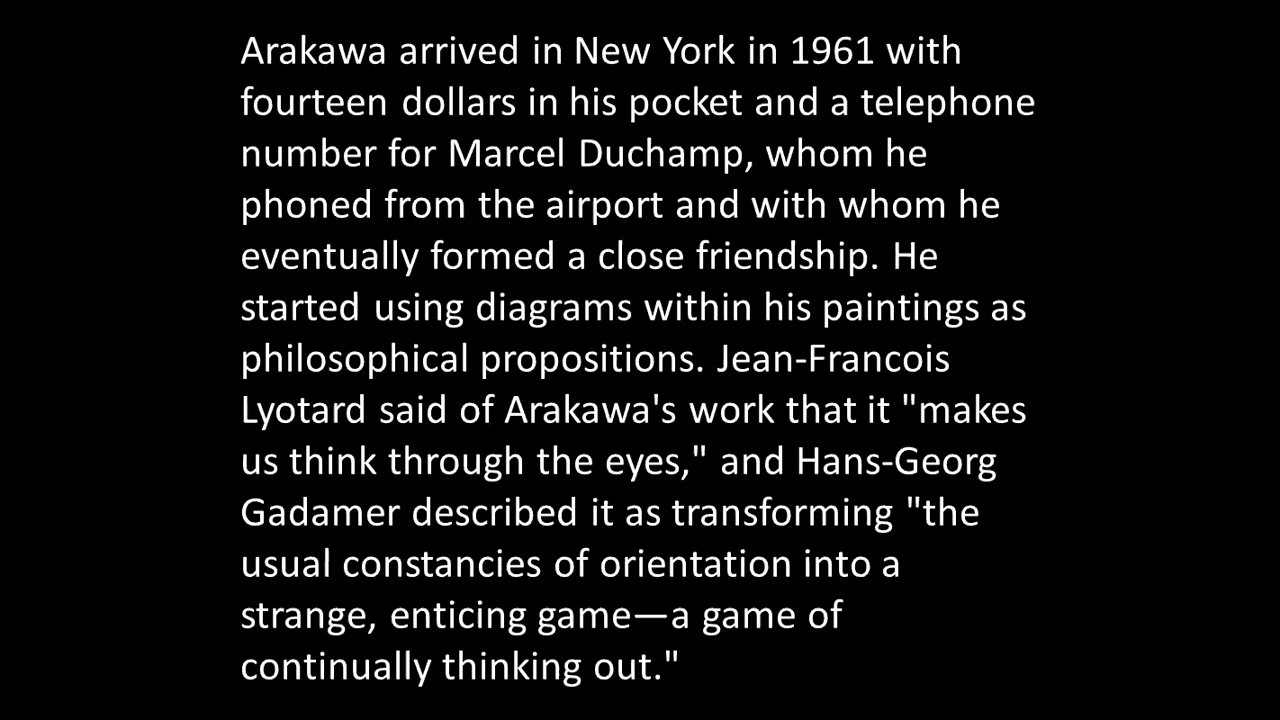 Arakawa arrived in New York in 1961 with
fourteen dollars in his pocket and a telephone
number for Marcel Duchamp, whom he
phoned from the airport and with whom he
eventually formed a close friendship. He
started using diagrams within his paintings as
philosophical propositions. Jean-Francois
Lyotard said of Arakawa's work that it "makes
us think through the eyes," and Hans-Georg
Gadamer described it as transforming "the
usual constancies of orientation into a
strange, enticing game—a game of
continually thinking out."